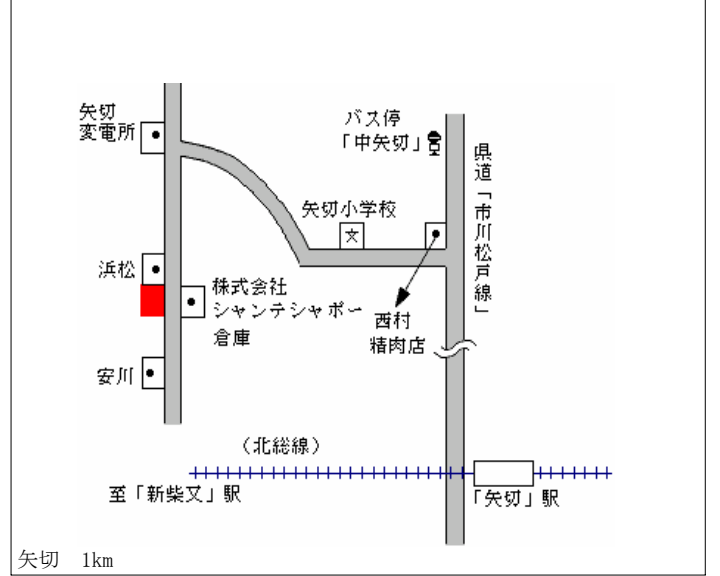 矢切
変電所
バス停
「中矢切」
県道「市川松戸線」
矢切小学校
文
浜松
株式会社
シャンテシャポー
倉庫
西村
精肉店
安川
(北総線)
至「新柴又」駅
「矢切」駅
矢切 1km